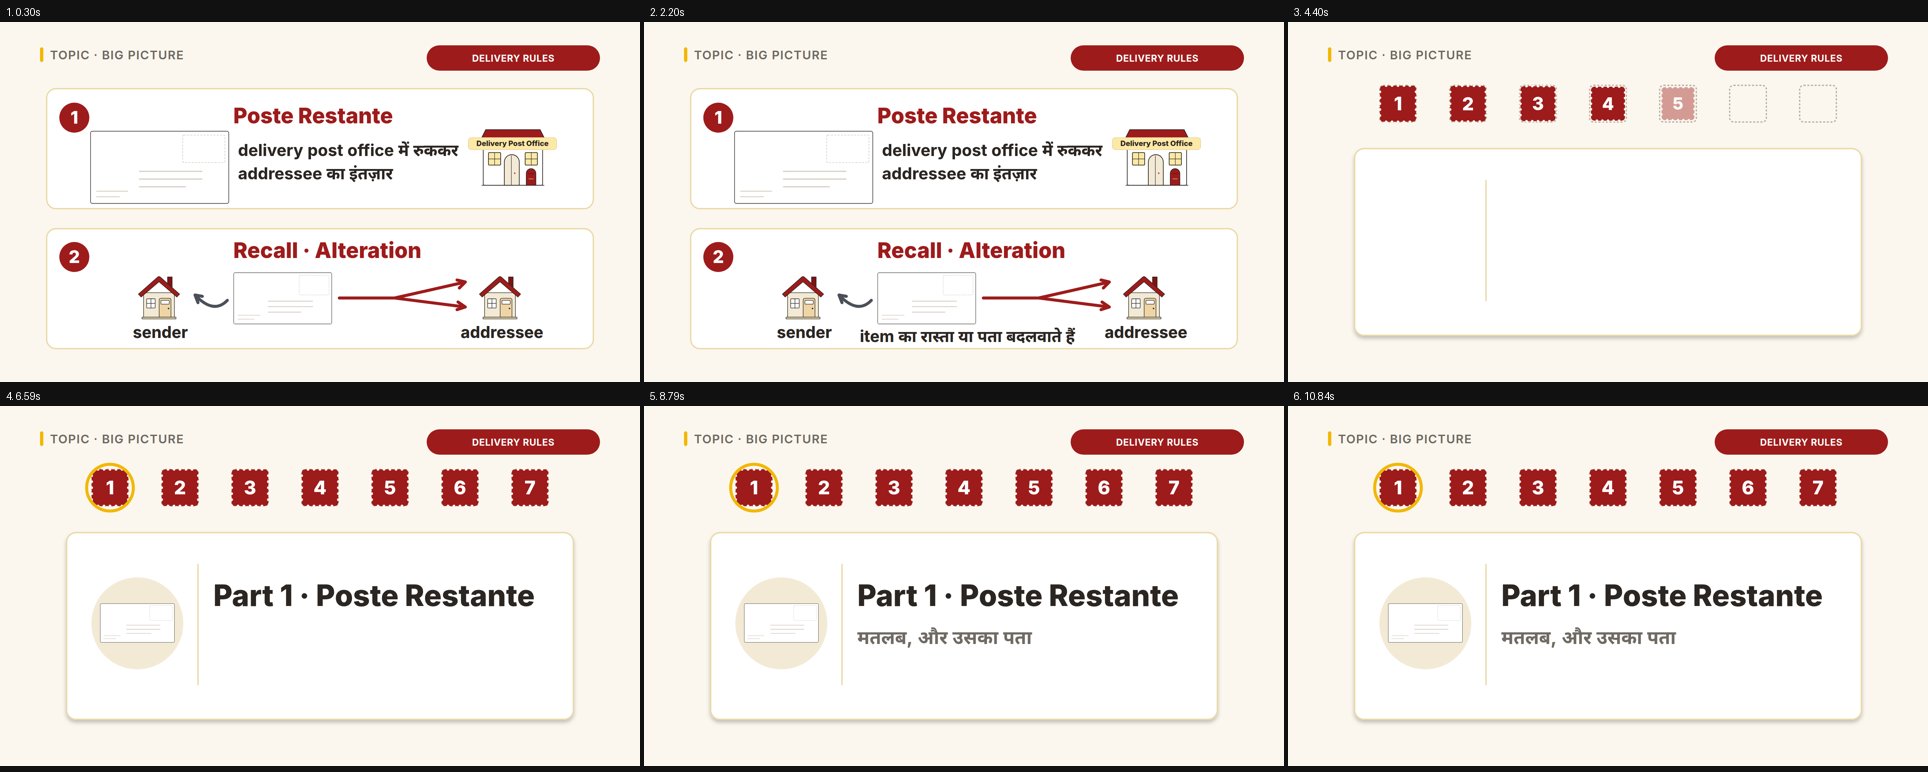 1. 0.30s
TOPIC · BIG PICTURE
DELIVERY RULES
1
Poste Restante
delivery post office में रुककर
addressee का इंतज़ार
Delivery Post Office
2
Recall · Alteration
sender
addressee
2. 2.20s
TOPIC · BIG PICTURE
DELIVERY RULES
1
Poste Restante
delivery post office में रुककर
addressee का इंतज़ार
Delivery Post Office
2
Recall · Alteration
sender
item का रास्ता या पता बदलवाते हैं
addressee
3. 4.40s
TOPIC · BIG PICTURE
DELIVERY RULES
1 2 3 4 5
4. 6.59s
TOPIC · BIG PICTURE
DELIVERY RULES
1 2 3 4 5 6 7
Part 1 · Poste Restante
5. 8.79s
TOPIC · BIG PICTURE
DELIVERY RULES
1 2 3 4 5 6 7
Part 1 · Poste Restante
मतलब, और उसका पता
6. 10.84s
TOPIC · BIG PICTURE
DELIVERY RULES
1 2 3 4 5 6 7
Part 1 · Poste Restante
मतलब, और उसका पता